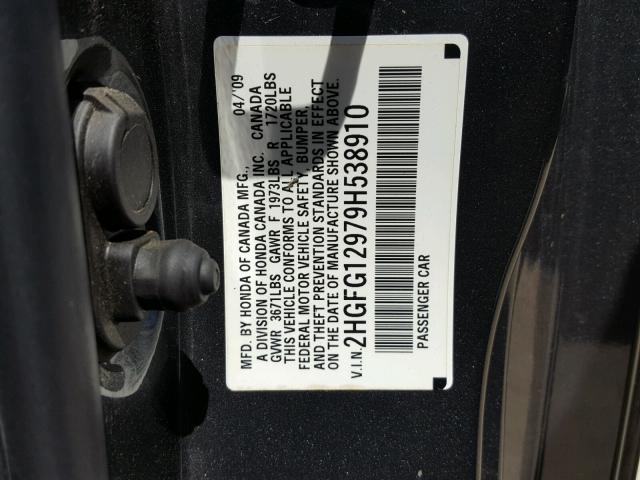 MFD. BY HONDA OF CANADA MFG., 04/'09
A DIVISION OF HONDA CANADA INC. CANADA
GVWR 3671LBS GAWR F 1973LBS R 1720LBS
THIS VEHICLE CONFORMS TO ALL APPLICABLE
FEDERAL MOTOR VEHICLE SAFETY, BUMPER,
AND THEFT PREVENTION STANDARDS IN EFFECT
ON THE DATE OF MANUFACTURE SHOWN ABOVE.
V.I.N. 2HGFG12979H538910
PASSENGER CAR